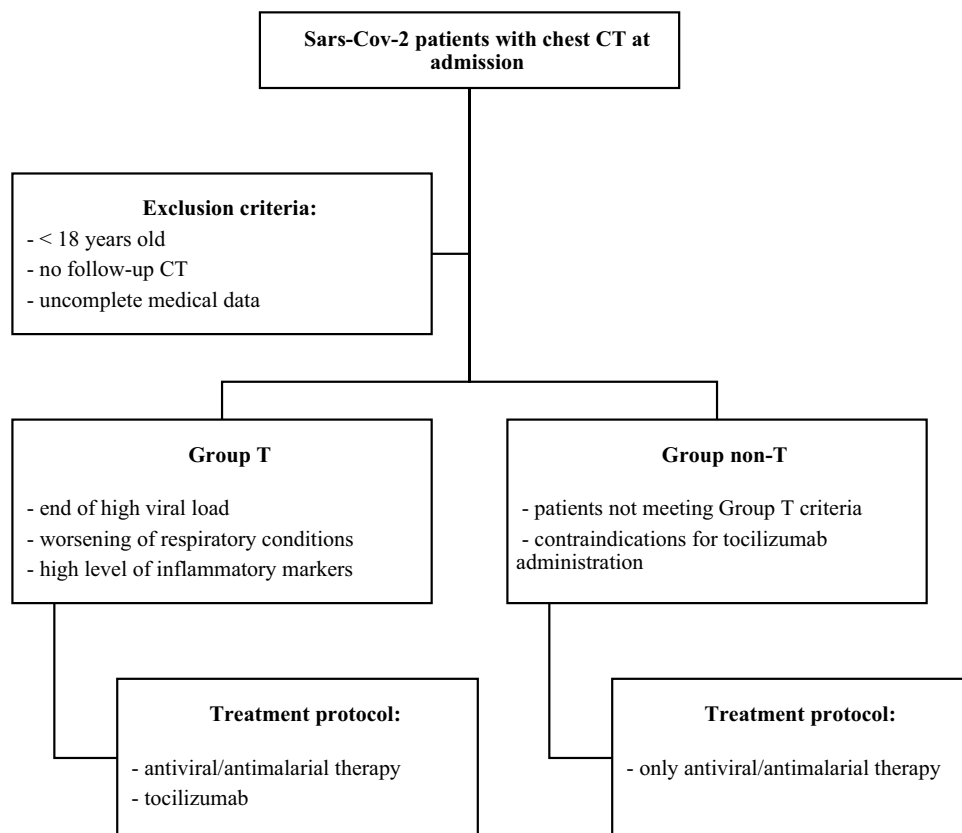 Sars-Cov-2 patients with chest CT at
admission
Exclusion criteria:
- < 18 years old
- no follow-up CT
- uncomplete medical data
Group T
- end of high viral load
- worsening of respiratory conditions
- high level of inflammatory markers
Group non-T
- patients not meeting Group T criteria
- contraindications for tocilizumab
administration
Treatment protocol:
- antiviral/antimalarial therapy
- tocilizumab
Treatment protocol:
- only antiviral/antimalarial therapy